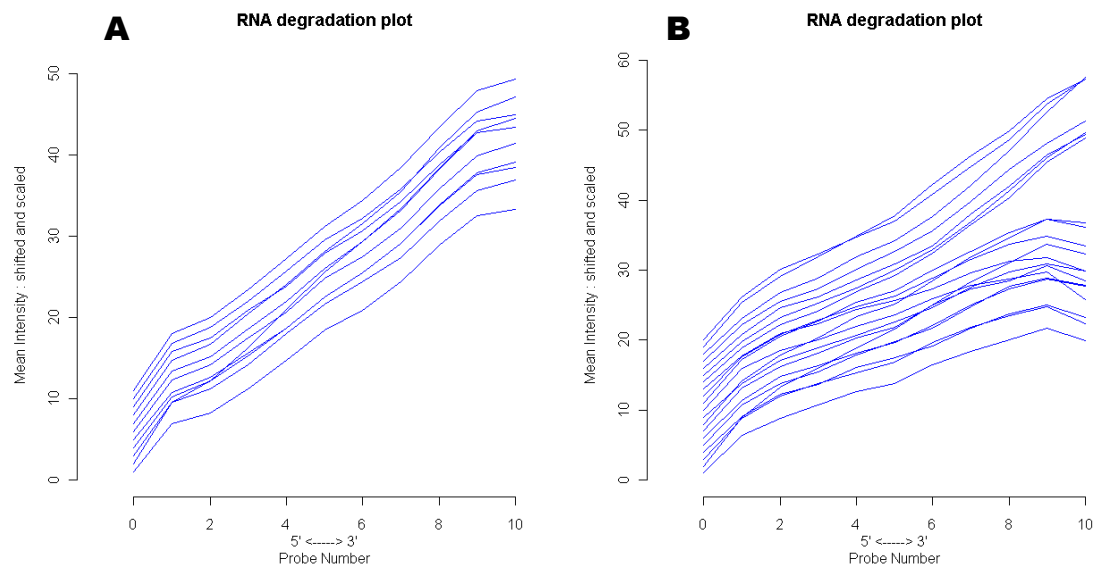 A
RNA degradation plot
Mean Intensity : shifted and scaled
50
40
30
20
10
0
0 2 4 6 8 10
5' <-----> 3'
Probe Number
B
RNA degradation plot
Mean Intensity : shifted and scaled
60
50
40
30
20
10
0
0 2 4 6 8 10
5' <-----> 3'
Probe Number